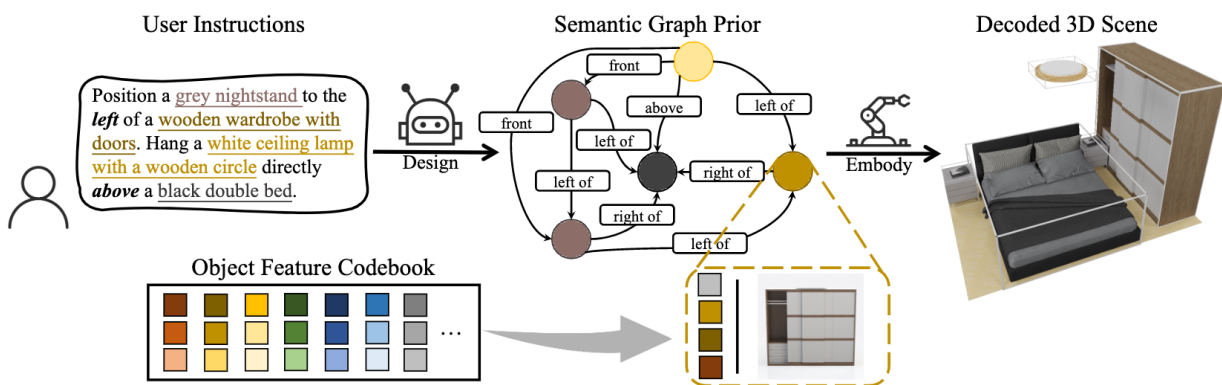 User Instructions
Position a grey nightstand to the
left of a wooden wardrobe with
doors. Hang a white ceiling lamp
with a wooden circle directly
above a black double bed.
Design
Semantic Graph Prior
front
front
above
left of
left of
left of
right of
right of
left of
Embody
Decoded 3D Scene
Object Feature Codebook
...